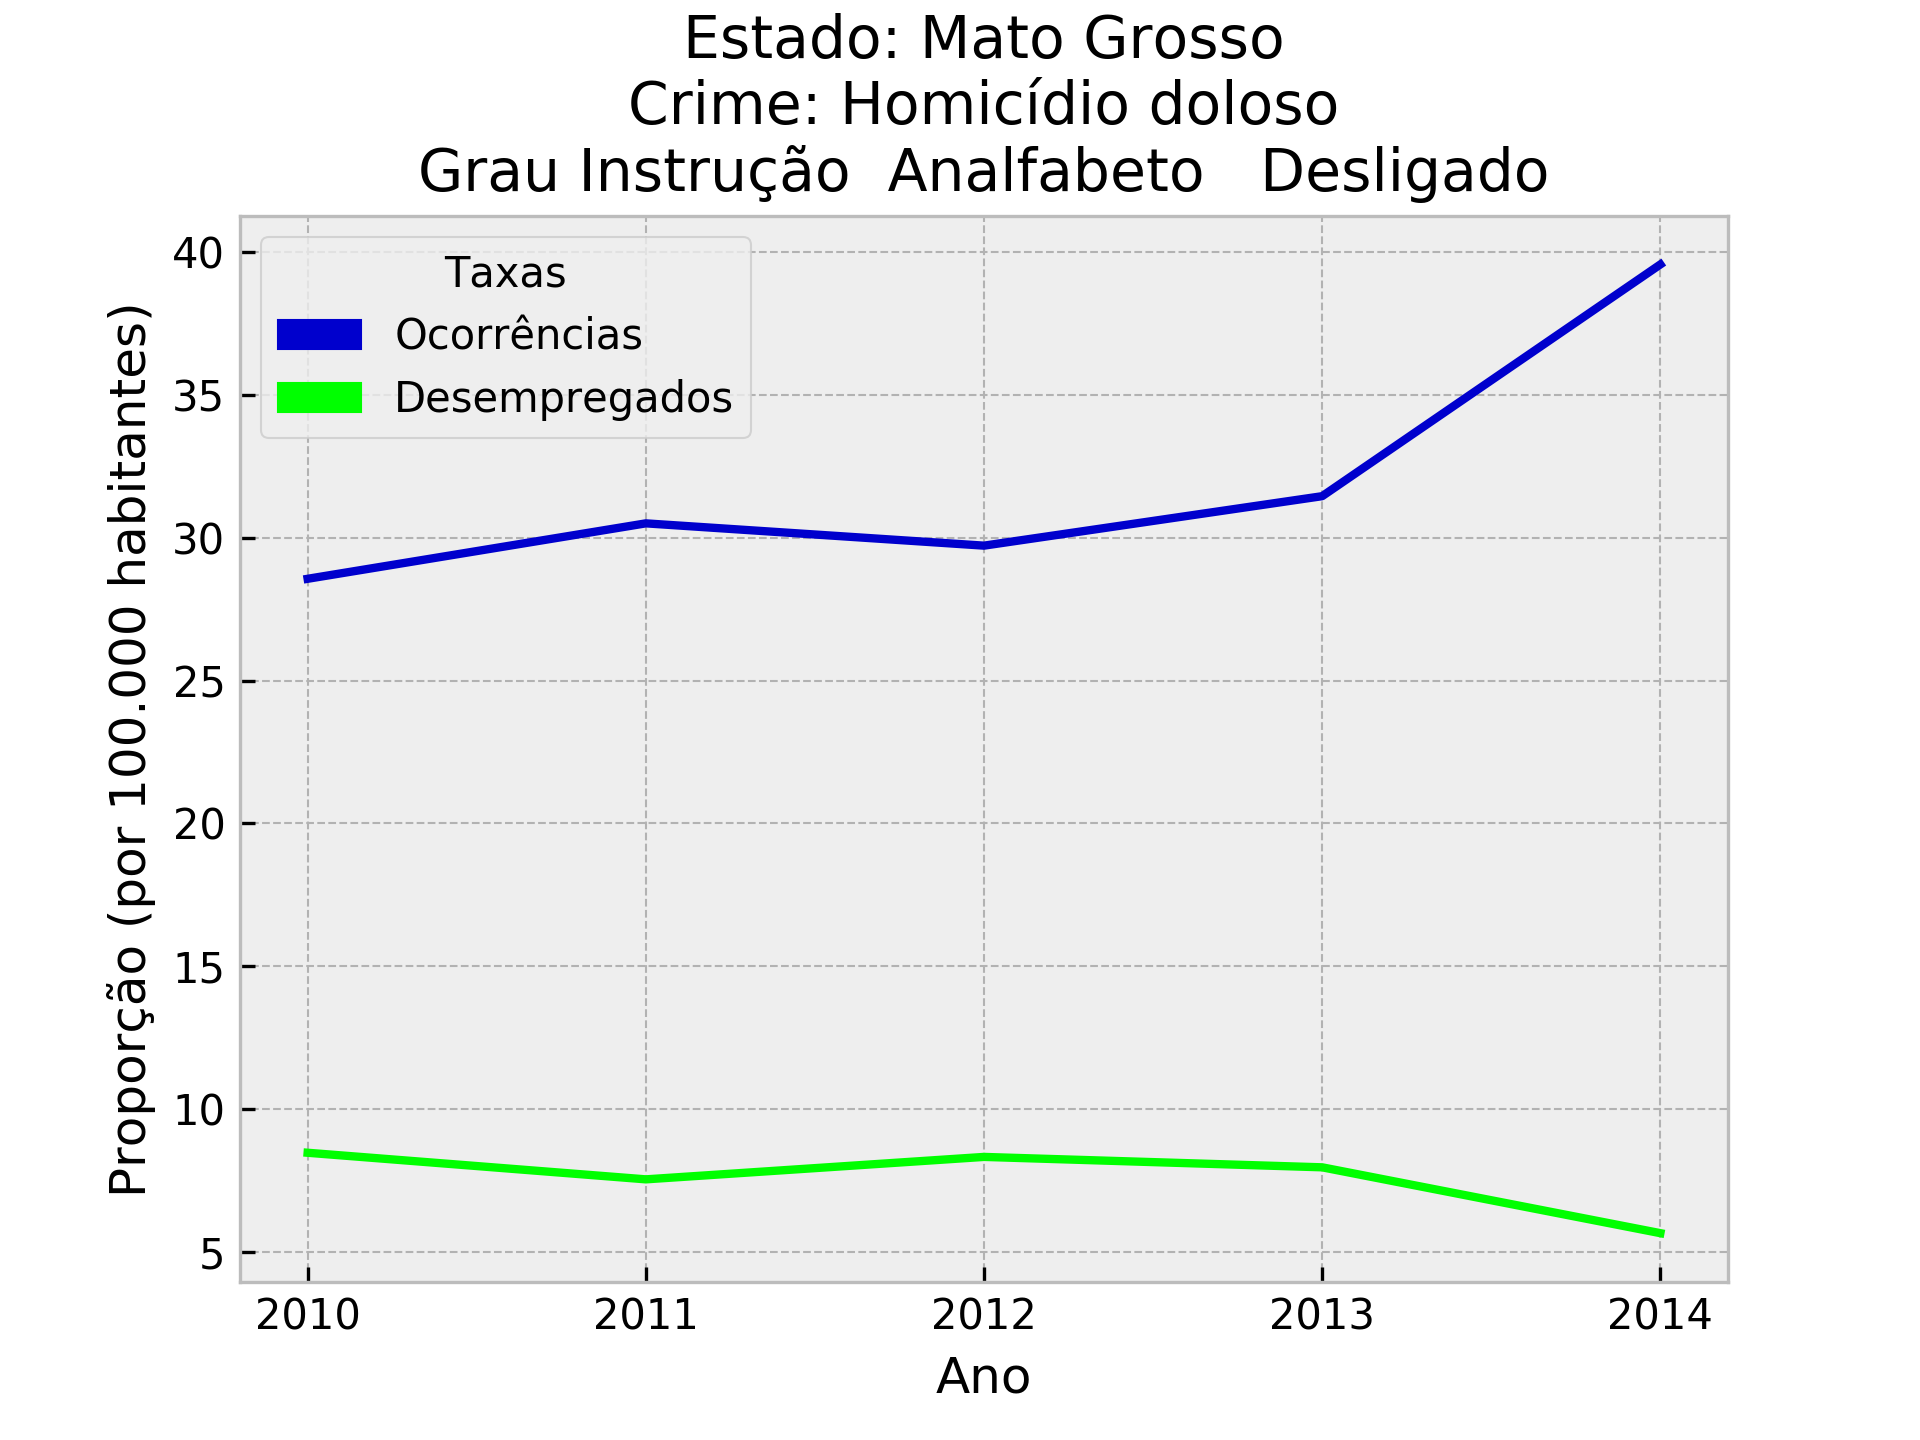 Estado: Mato Grosso
Crime: Homicídio doloso
Grau Instrução  Analfabeto   Desligado
Proporção (por 100.000 habitantes)
40
35
30
25
20
15
10
5
Taxas
Ocorrências
Desempregados
2010 2011 2012 2013 2014
Ano